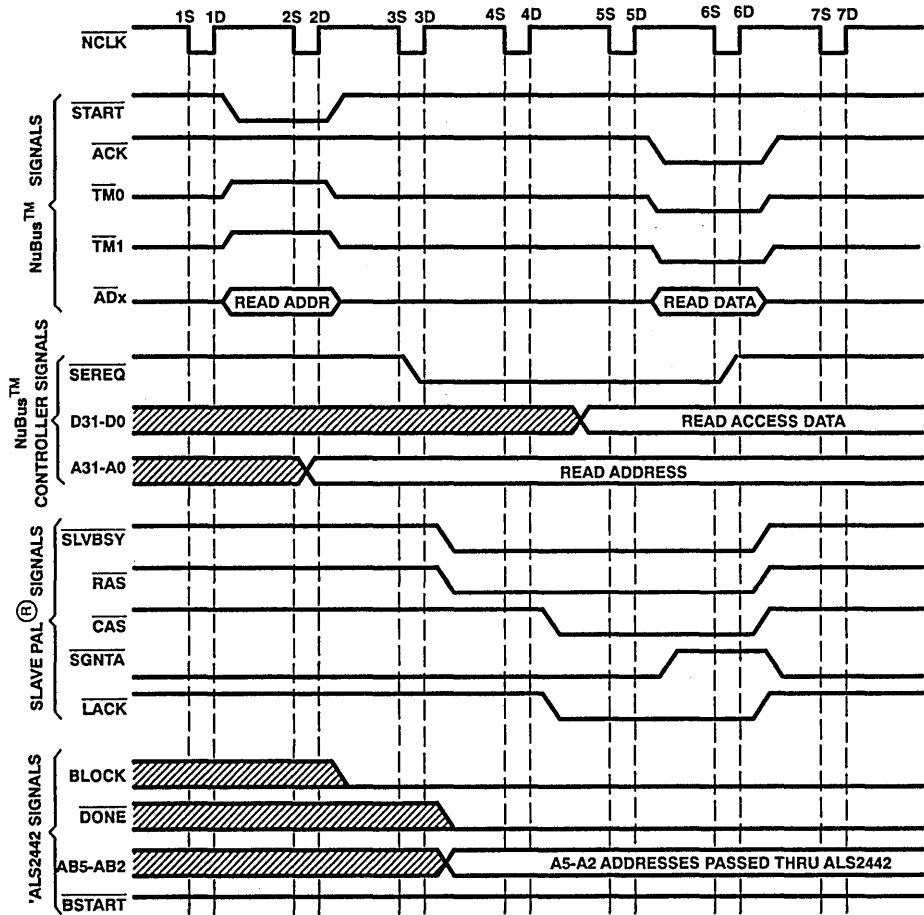 1S 1D 2S 2D 3S 3D 4S 4D 5S 5D 6S 6D 7S 7D
NCLK
NuBus™ SIGNALS
START
ACK
TM0
TM1
ADx
READ ADDR
READ DATA
NuBus™ CONTROLLER SIGNALS
SEREQ
D31-D0
READ ACCESS DATA
A31-A0
READ ADDRESS
SLAVE PAL® SIGNALS
SLVBSY
RAS
CAS
SGNTA
LACK
'ALS2442 SIGNALS
BLOCK
DONE
AB5-AB2
A5-A2 ADDRESSES PASSED THRU ALS2442
BSTART